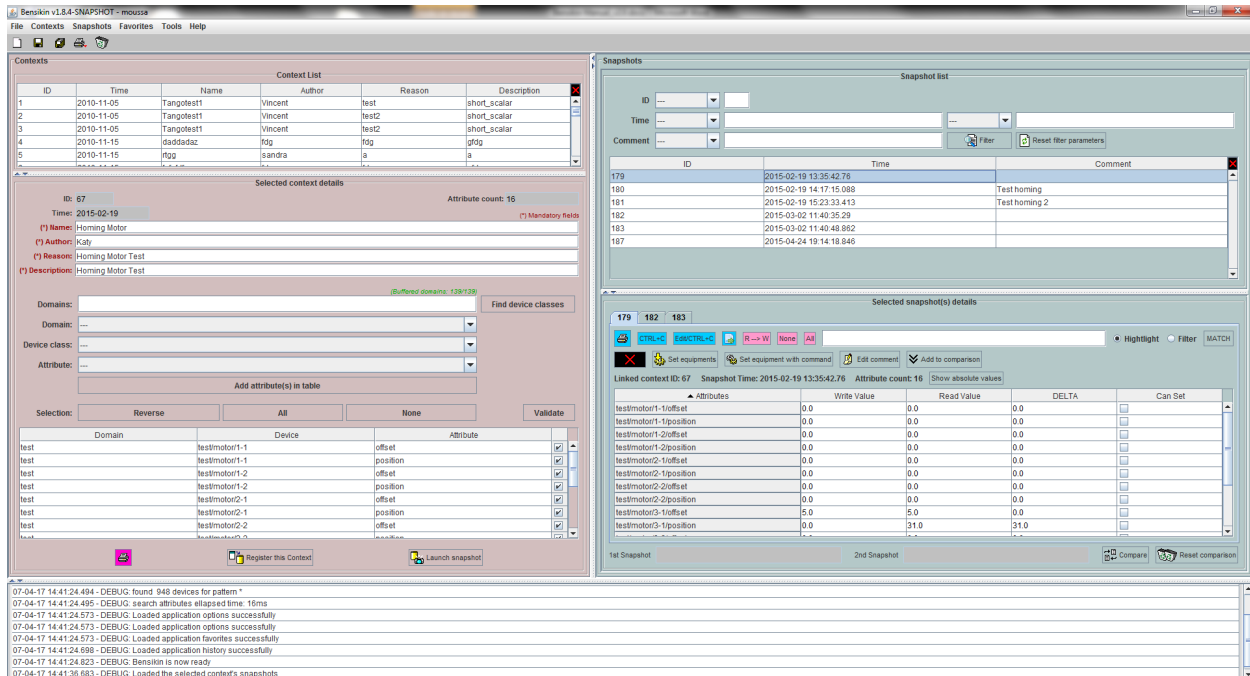 Bensikin v1.8.4-SNAPSHOT - moussa
File Contexts Snapshots Favorites Tools Help
Contexts
Context List
ID Time Name Author Reason Description
1 2010-11-05 Tangotest1 Vincent test short_scalar
2 2010-11-05 Tangotest1 Vincent test2 short_scalar
3 2010-11-05 Tangotest1 Vincent test2 short_scalar
4 2010-11-15 daddadaz fdg fdg gfdg
5 2010-11-15 rtgg sandra a a
Selected context details
ID: 67 Attribute count: 16
Time: 2015-02-19 (*) Mandatory fields
(*) Name: Homing Motor
(*) Author: Katy
(*) Reason: Homing Motor Test
(*) Description: Homing Motor Test
(Buffered domains: 139/139)
Domains: Find device classes
Domain: ---
Device class: ---
Attribute: ---
Add attribute(s) in table
Selection: Reverse All None Validate
Domain Device Attribute
test test/motor/1-1 offset
test test/motor/1-1 position
test test/motor/1-2 offset
test test/motor/1-2 position
test test/motor/2-1 offset
test test/motor/2-1 position
test test/motor/2-2 offset
test test/motor/2-2 position
Register this Context Launch snapshot
Snapshots
Snapshot list
ID ---
Time --- ---
Comment --- Filter Reset filter parameters
ID Time Comment
179 2015-02-19 13:35:42.76
180 2015-02-19 14:17:15.088 Test homing
181 2015-02-19 15:23:33.413 Test homing 2
182 2015-03-02 11:40:35.29
183 2015-03-02 11:40:48.862
187 2015-04-24 19:14:18.846
Selected snapshot(s) details
179 182 183
CTRL+C Edit/CTRL+C R --> W None All Hightlight Filter MATCH
Set equipments Set equipment with command Edit comment Add to comparison
Linked context ID: 67 Snapshot Time: 2015-02-19 13:35:42.76 Attribute count: 16 Show absolute values
Attributes Write Value Read Value DELTA Can Set
test/motor/1-1/offset 0.0 0.0 0.0
test/motor/1-1/position 0.0 0.0 0.0
test/motor/1-2/offset 0.0 0.0 0.0
test/motor/1-2/position 0.0 0.0 0.0
test/motor/2-1/offset 0.0 0.0 0.0
test/motor/2-1/position 0.0 0.0 0.0
test/motor/2-2/offset 0.0 0.0 0.0
test/motor/2-2/position 0.0 0.0 0.0
test/motor/3-1/offset 5.0 5.0 0.0
test/motor/3-1/position 0.0 31.0 31.0
1st Snapshot 2nd Snapshot Compare Reset comparison
07-04-17 14:41:24.494 - DEBUG: found 948 devices for pattern *
07-04-17 14:41:24.495 - DEBUG: search attributes ellapsed time: 16ms
07-04-17 14:41:24.573 - DEBUG: Loaded application options successfully
07-04-17 14:41:24.573 - DEBUG: Loaded application options successfully
07-04-17 14:41:24.573 - DEBUG: Loaded application favorites successfully
07-04-17 14:41:24.698 - DEBUG: Loaded application history successfully
07-04-17 14:41:24.823 - DEBUG: Bensikin is now ready
07-04-17 14:41:36.683 - DEBUG: Loaded the selected context's snapshots